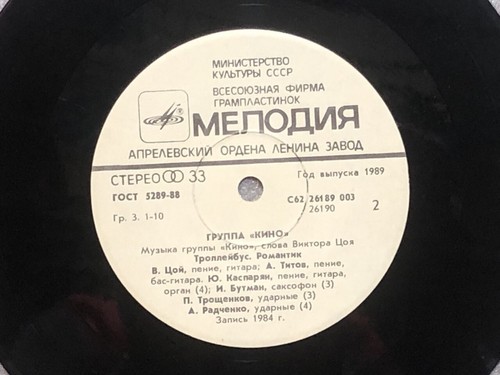 МИНИСТЕРСТВО
КУЛЬТУРЫ СССР
ВСЕСОЮЗНАЯ ФИРМА
ГРАМПЛАСТИНОК
МЕЛОДИЯ
АПРЕЛЕВСКИЙ ОРДЕНА ЛЕНИНА ЗАВОД
СТЕРЕО 33
Год выпуска 1989
ГОСТ 5289-88
С62 26189 003
Гр. 3. 1-10
26190
2
ГРУППА «КИНО»
Музыка группы «Кино», слова Виктора Цоя
Троллейбус. Романтик
В. Цой, пение, гитара; А. Титов, пение,
бас-гитара. Ю. Каспарян, пение, гитара,
орган (4); И. Бутман, саксофон (3)
П. Трощенков, ударные (3)
А. Радченко, ударные (4)
Запись 1984 г.